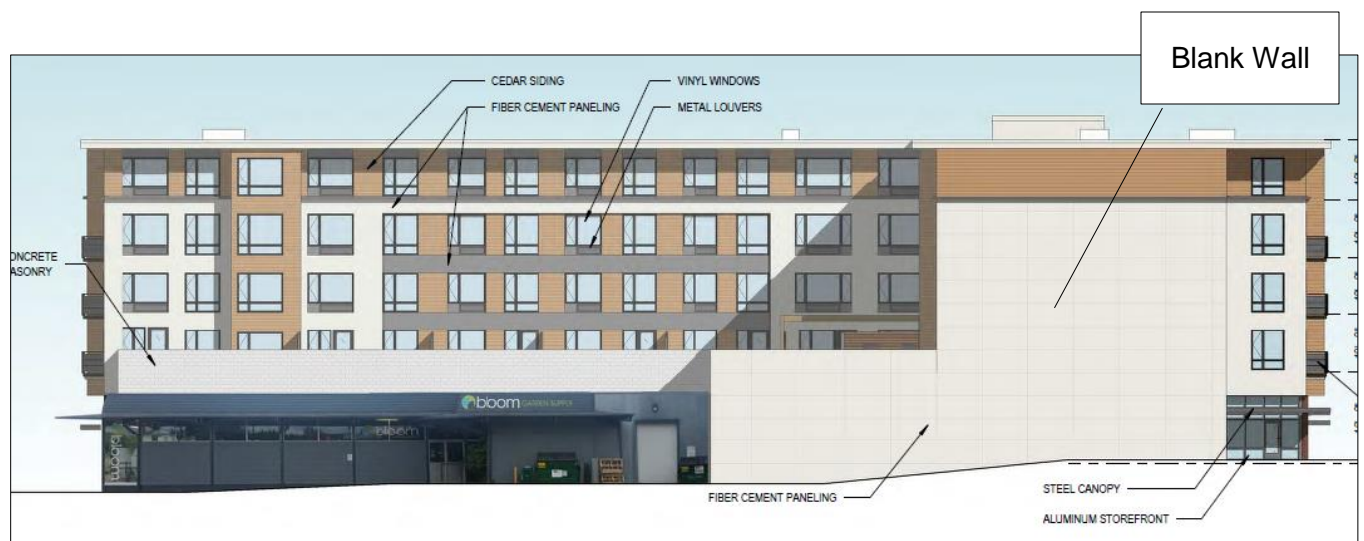 Blank Wall
CEDAR SIDING
VINYL WINDOWS
FIBER CEMENT PANELING
METAL LOUVERS
ONCRETE
ASONRY
bloom GARDEN SUPPLY
bloom
bloom
FIBER CEMENT PANELING
STEEL CANOPY
ALUMINUM STOREFRONT